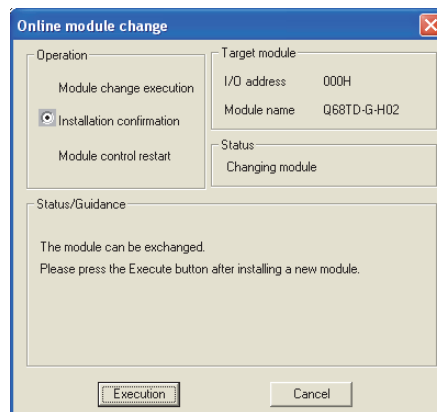 Online module change
Operation
Module change execution
Installation confirmation
Module control restart
Target module
I/O address 000H
Module name Q68TD-G-H02
Status
Changing module
Status/Guidance
The module can be exchanged.
Please press the Execute button after installing a new module.
Execution
Cancel